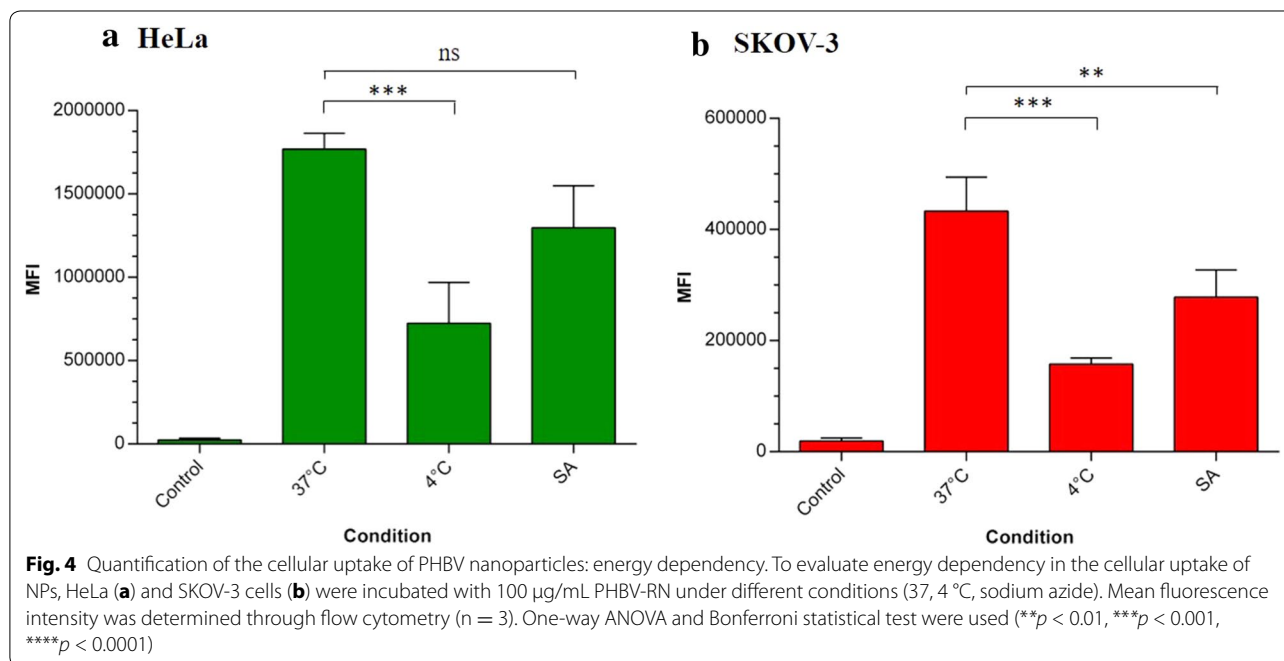 a HeLa
ns
***
2000000
1500000
1000000
500000
0
MFI
Control
37°C
4°C
SA
Condition
b SKOV-3
**
***
600000
400000
200000
0
MFI
Control
37°C
4°C
SA
Condition
Fig. 4 Quantification of the cellular uptake of PHBV nanoparticles: energy dependency. To evaluate energy dependency in the cellular uptake of
NPs, HeLa (a) and SKOV-3 cells (b) were incubated with 100 µg/mL PHBV-RN under different conditions (37, 4 °C, sodium azide). Mean fluorescence
intensity was determined through flow cytometry (n = 3). One-way ANOVA and Bonferroni statistical test were used (**p < 0.01, ***p < 0.001,
****p < 0.0001)